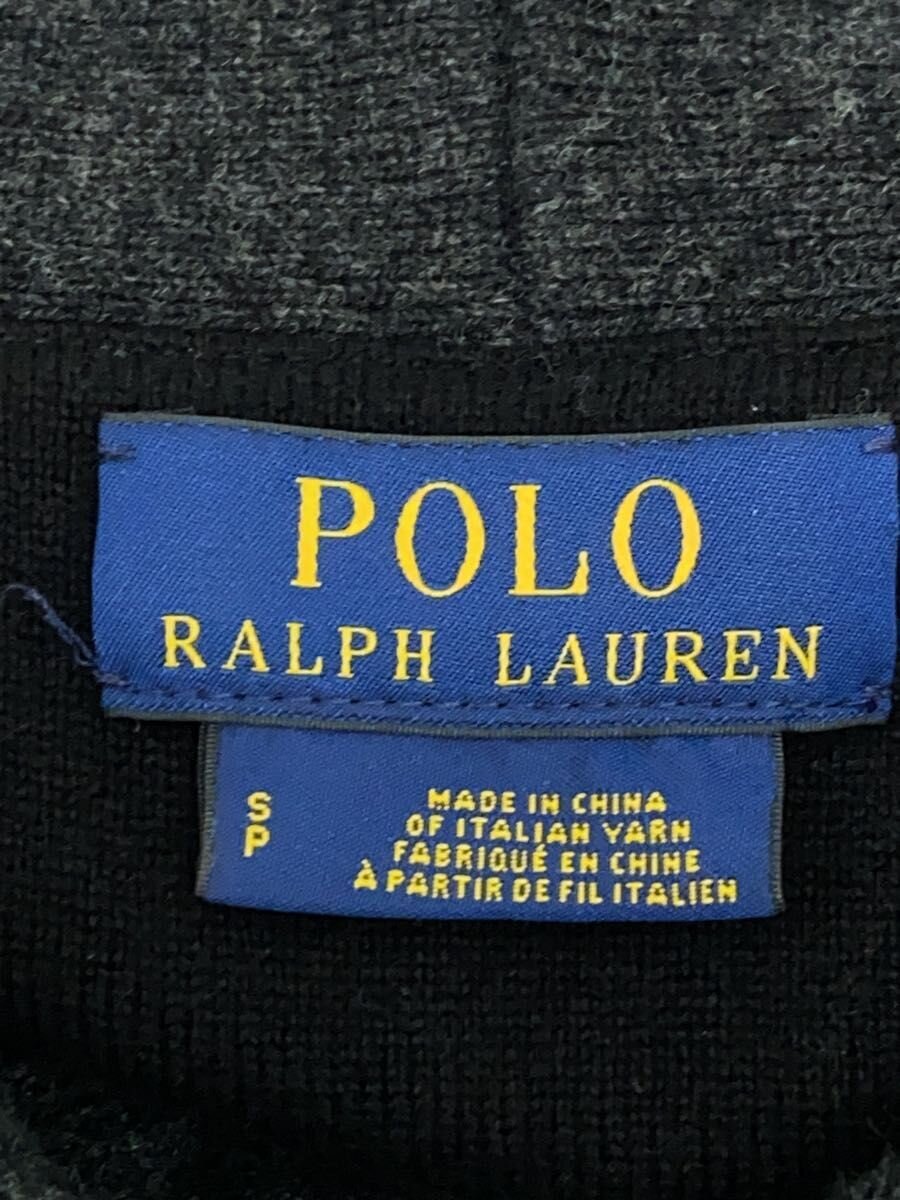 POLO
RALPH LAUREN
S
P
MADE IN CHINA
OF ITALIAN YARN
FABRIQUÉ EN CHINE
À PARTIR DE FIL ITALIEN